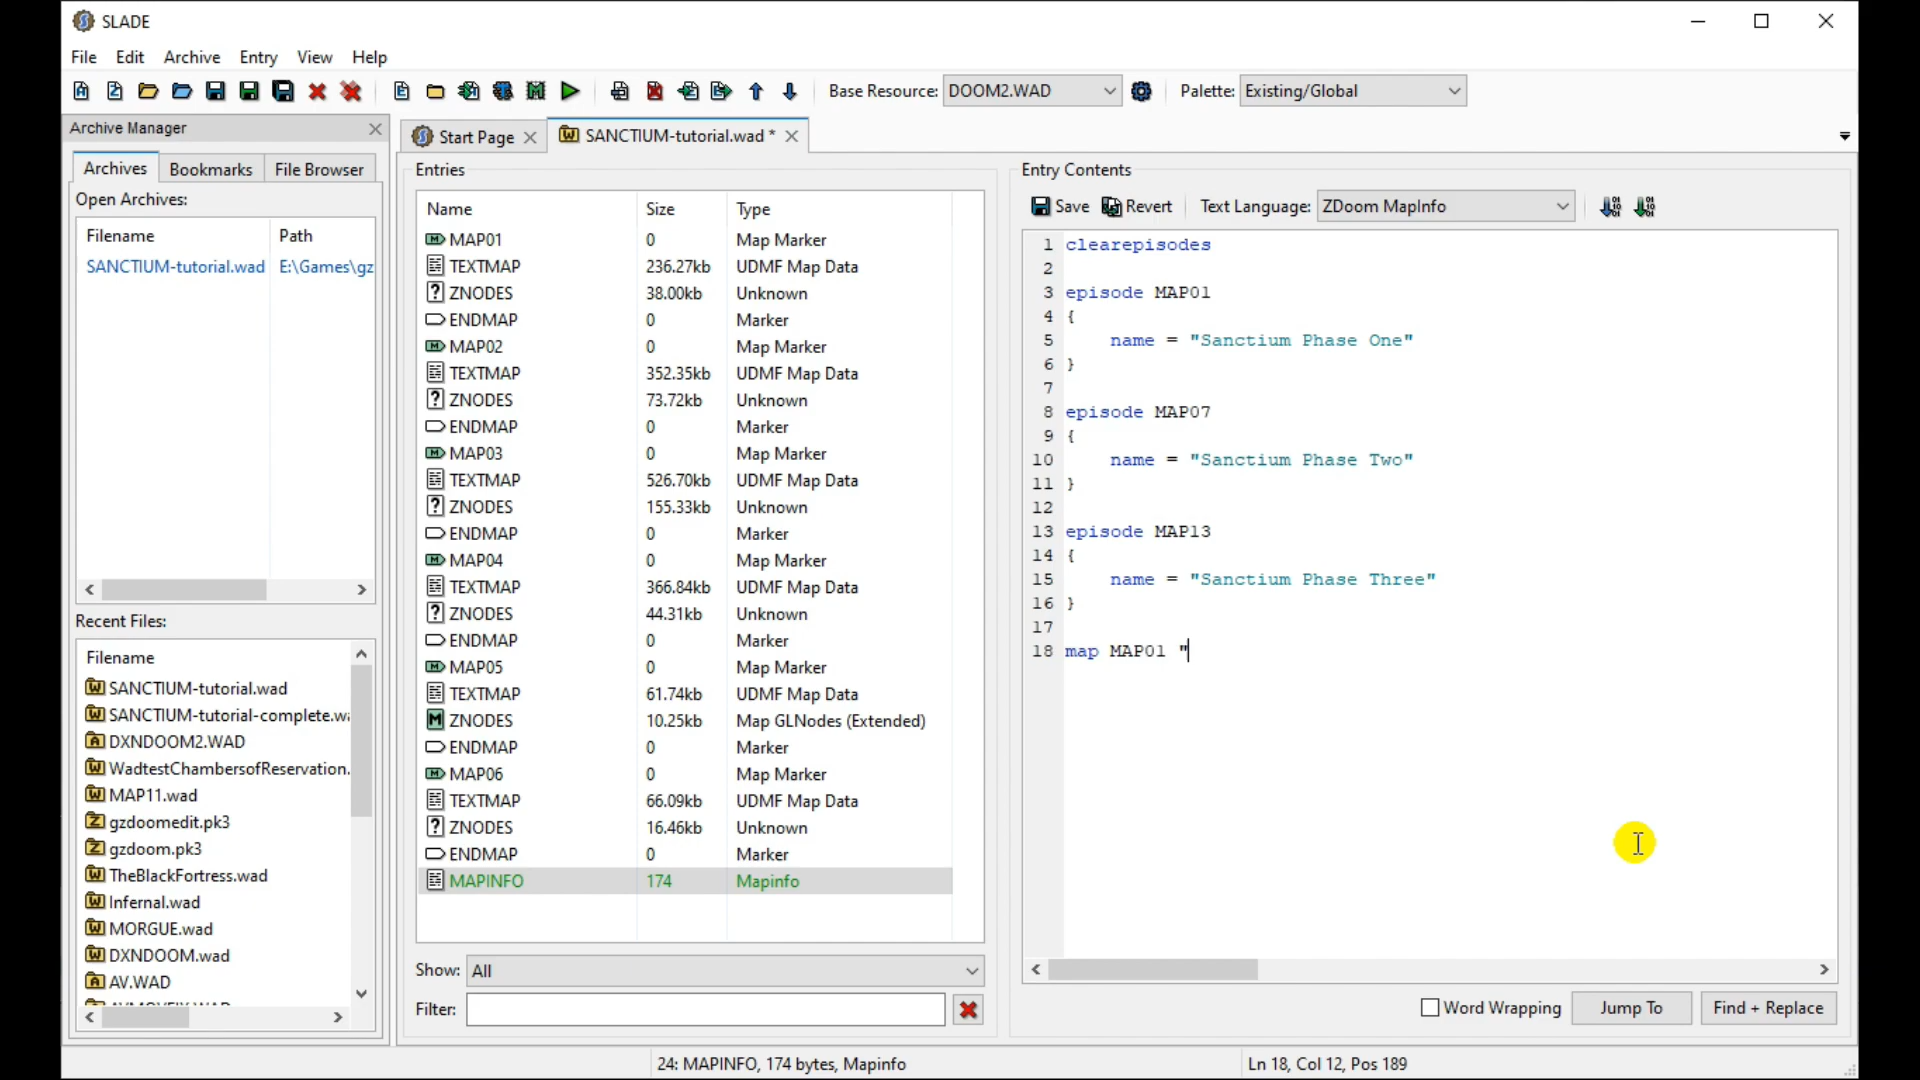 SLADE
File Edit Archive Entry View Help
Base Resource: DOOM2.WAD Palette: Existing/Global
Archive Manager
Archives Bookmarks File Browser
Open Archives:
Filename Path
SANCTIUM-tutorial.wad E:\Games\gz
Recent Files:
Filename
SANCTIUM-tutorial.wad
SANCTIUM-tutorial-complete.wa
DXNDOOM2.WAD
WadtestChambersofReservation.
MAP11.wad
gzdoomedit.pk3
gzdoom.pk3
TheBlackFortress.wad
Infernal.wad
MORGUE.wad
DXNDOOM.wad
AV.WAD
Start Page SANCTIUM-tutorial.wad *
Entries
Name Size Type
MAP01 0 Map Marker
TEXTMAP 236.27kb UDMF Map Data
ZNODES 38.00kb Unknown
ENDMAP 0 Marker
MAP02 0 Map Marker
TEXTMAP 352.35kb UDMF Map Data
ZNODES 73.72kb Unknown
ENDMAP 0 Marker
MAP03 0 Map Marker
TEXTMAP 526.70kb UDMF Map Data
ZNODES 155.33kb Unknown
ENDMAP 0 Marker
MAP04 0 Map Marker
TEXTMAP 366.84kb UDMF Map Data
ZNODES 44.31kb Unknown
ENDMAP 0 Marker
MAP05 0 Map Marker
TEXTMAP 61.74kb UDMF Map Data
ZNODES 10.25kb Map GLNodes (Extended)
ENDMAP 0 Marker
MAP06 0 Map Marker
TEXTMAP 66.09kb UDMF Map Data
ZNODES 16.46kb Unknown
ENDMAP 0 Marker
MAPINFO 174 Mapinfo
Show: All
Filter:
Entry Contents
Save Revert Text Language: ZDoom MapInfo
1 clearepisodes
2
3 episode MAP01
4 {
5 name = "Sanctium Phase One"
6 }
7
8 episode MAP07
9 {
10 name = "Sanctium Phase Two"
11 }
12
13 episode MAP13
14 {
15 name = "Sanctium Phase Three"
16 }
17
18 map MAP01 "
Word Wrapping Jump To Find + Replace
24: MAPINFO, 174 bytes, Mapinfo Ln 18, Col 12, Pos 189